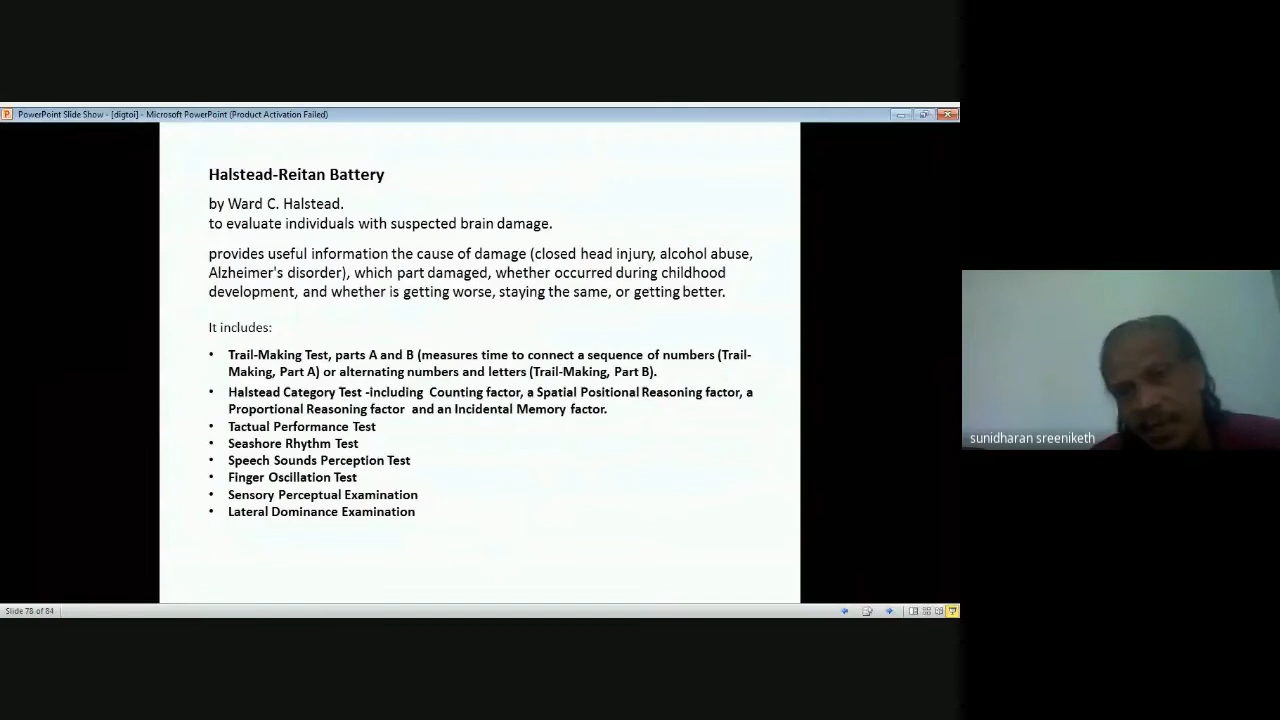 PowerPoint Slide Show - [digtoi] - Microsoft PowerPoint (Product Activation Failed)
Halstead-Reitan Battery
by Ward C. Halstead.
to evaluate individuals with suspected brain damage.
provides useful information the cause of damage (closed head injury, alcohol abuse,
Alzheimer's disorder), which part damaged, whether occurred during childhood
development, and whether is getting worse, staying the same, or getting better.
It includes:
• Trail-Making Test, parts A and B (measures time to connect a sequence of numbers (Trail-
Making, Part A) or alternating numbers and letters (Trail-Making, Part B).
• Halstead Category Test -including Counting factor, a Spatial Positional Reasoning factor, a
Proportional Reasoning factor and an Incidental Memory factor.
• Tactual Performance Test
• Seashore Rhythm Test
• Speech Sounds Perception Test
• Finger Oscillation Test
• Sensory Perceptual Examination
• Lateral Dominance Examination
sunidharan sreeniketh
Slide 78 of 84